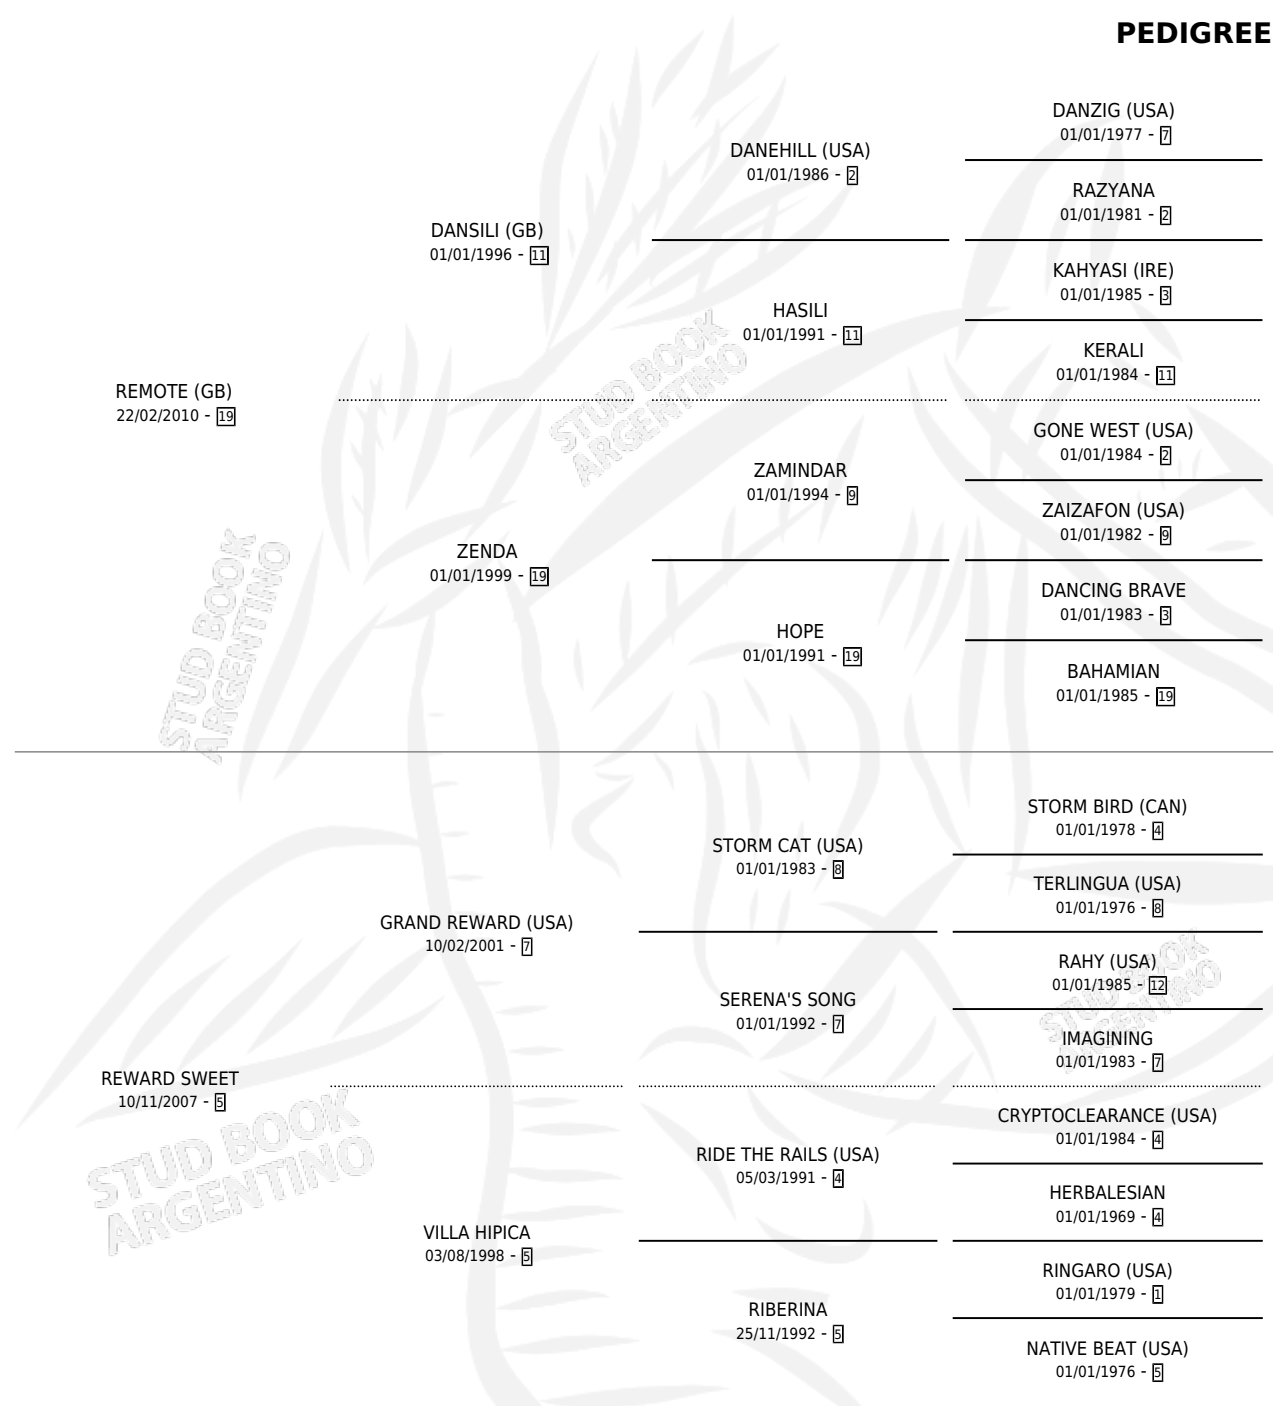 PEDIGREE
DANZIG (USA)
01/01/1977 - 7
DANEHILL (USA)
01/01/1986 - 2
RAZYANA
01/01/1981 - 2
DANSILI (GB)
01/01/1996 - 11
KAHYASI (IRE)
01/01/1985 - 3
HASILI
01/01/1991 - 11
KERALI
01/01/1984 - 11
REMOTE (GB)
22/02/2010 - 19
GONE WEST (USA)
01/01/1984 - 2
ZAMINDAR
01/01/1994 - 9
ZAIZAFON (USA)
01/01/1982 - 9
ZENDA
01/01/1999 - 19
DANCING BRAVE
01/01/1983 - 3
HOPE
01/01/1991 - 19
BAHAMIAN
01/01/1985 - 19
STORM BIRD (CAN)
01/01/1978 - 4
STORM CAT (USA)
01/01/1983 - 8
TERLINGUA (USA)
01/01/1976 - 8
GRAND REWARD (USA)
10/02/2001 - 7
RAHY (USA)
01/01/1985 - 12
SERENA'S SONG
01/01/1992 - 7
IMAGINING
01/01/1983 - 7
REWARD SWEET
10/11/2007 - 5
CRYPTOCLEARANCE (USA)
01/01/1984 - 4
RIDE THE RAILS (USA)
05/03/1991 - 4
HERBALESIAN
01/01/1969 - 4
VILLA HIPICA
03/08/1998 - 5
RINGARO (USA)
01/01/1979 - 1
RIBERINA
25/11/1992 - 5
NATIVE BEAT (USA)
01/01/1976 - 5
STUD BOOK
ARGENTINO
STUD BOOK
ARGENTINO
STUD BOOK
ARGENTINO
STUD BOOK
ARGENTINO